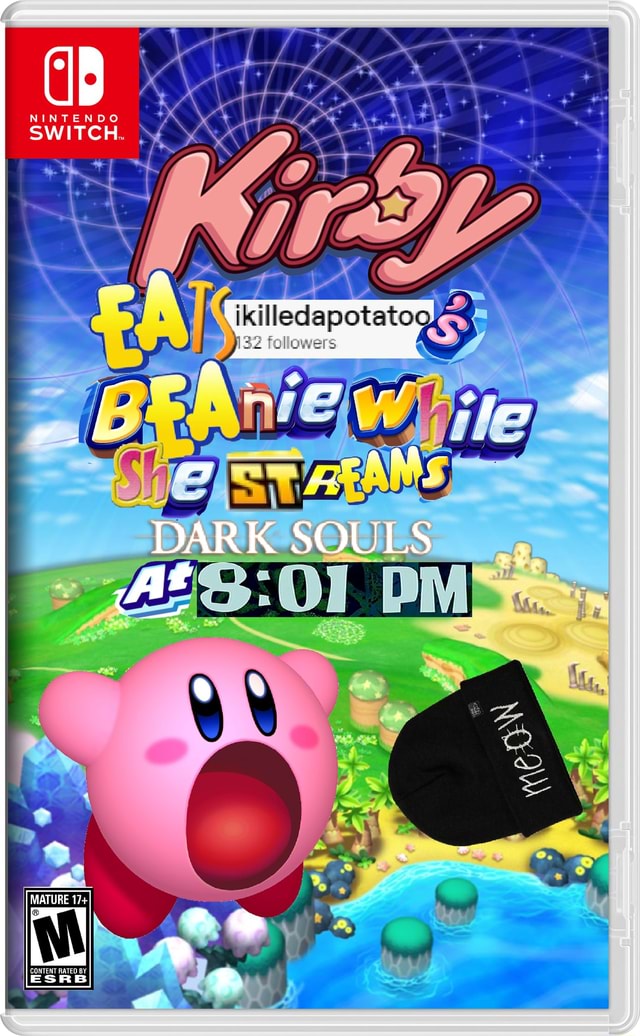 NINTENDO
SWITCH™
Kirby
EATS ikilledapotatoo's
132 followers
BEAnie While
She STREAMS
DARK SOULS
At 8:01 PM
meow
MATURE 17+
M
®
CONTENT RATED BY
ESRB